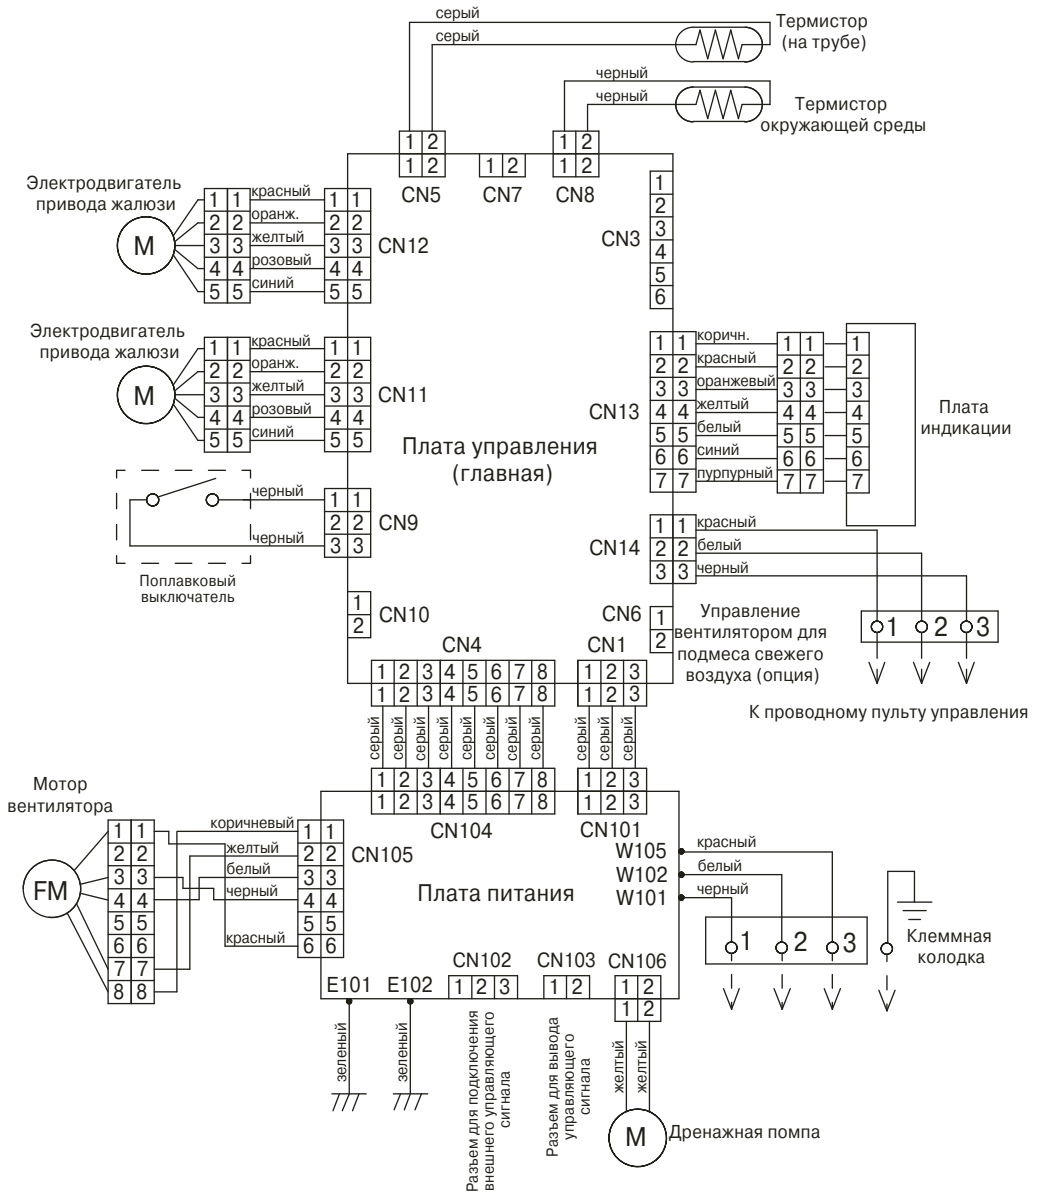 серый
серый
Термистор
(на трубе)
черный
черный
Термистор
окружающей среды
1 2
1 2
CN5
1 2
CN7
1 2
1 2
CN8
Электродвигатель
привода жалюзи
M
1 1 красный 1 1
2 2 оранж. 2 2
3 3 желтый 3 3
4 4 розовый 4 4
5 5 синий 5 5
CN12
CN3
1
2
3
4
5
6
Электродвигатель
привода жалюзи
M
1 1 красный 1 1
2 2 оранж. 2 2
3 3 желтый 3 3
4 4 розовый 4 4
5 5 синий 5 5
CN11
Плата управления
(главная)
CN13
1 1 коричн. 1 1 1
2 2 красный 2 2 2
3 3 оранжевый 3 3 3
4 4 желтый 4 4 4
5 5 белый 5 5 5
6 6 синий 6 6 6
7 7 пурпурный 7 7 7
Плата
индикации
черный 1 1
2 2
черный 3 3
CN9
Поплавковый
выключатель
CN14
1 1 красный
2 2 белый
3 3 черный
1
2
CN10
CN6
1
2
Управление
вентилятором для
подмеса свежего
воздуха (опция)
1 2 3
К проводному пульту управления
CN4
1 2 3 4 5 6 7 8
1 2 3 4 5 6 7 8
серый серый серый серый серый серый серый серый
1 2 3 4 5 6 7 8
1 2 3 4 5 6 7 8
CN104
CN1
1 2 3
1 2 3
серый серый серый
1 2 3
1 2 3
CN101
Мотор
вентилятора
FM
1 1
2 2
3 3
4 4
5 5
6 6
7 7
8 8
коричневый 1 1
желтый 2 2
белый 3 3
черный 4 4
5 5
красный 6 6
CN105
Плата питания
W105 красный
W102 белый
W101 черный
1 2 3
Клеммная
колодка
E101
зеленый
E102
зеленый
CN102
1 2 3
Разъем для подключения
внешнего управляющего
сигнала
CN103
1 2
Разъем для вывода
управляющего
сигнала
CN106
1 2
1 2
желтый желтый
M
Дренажная помпа